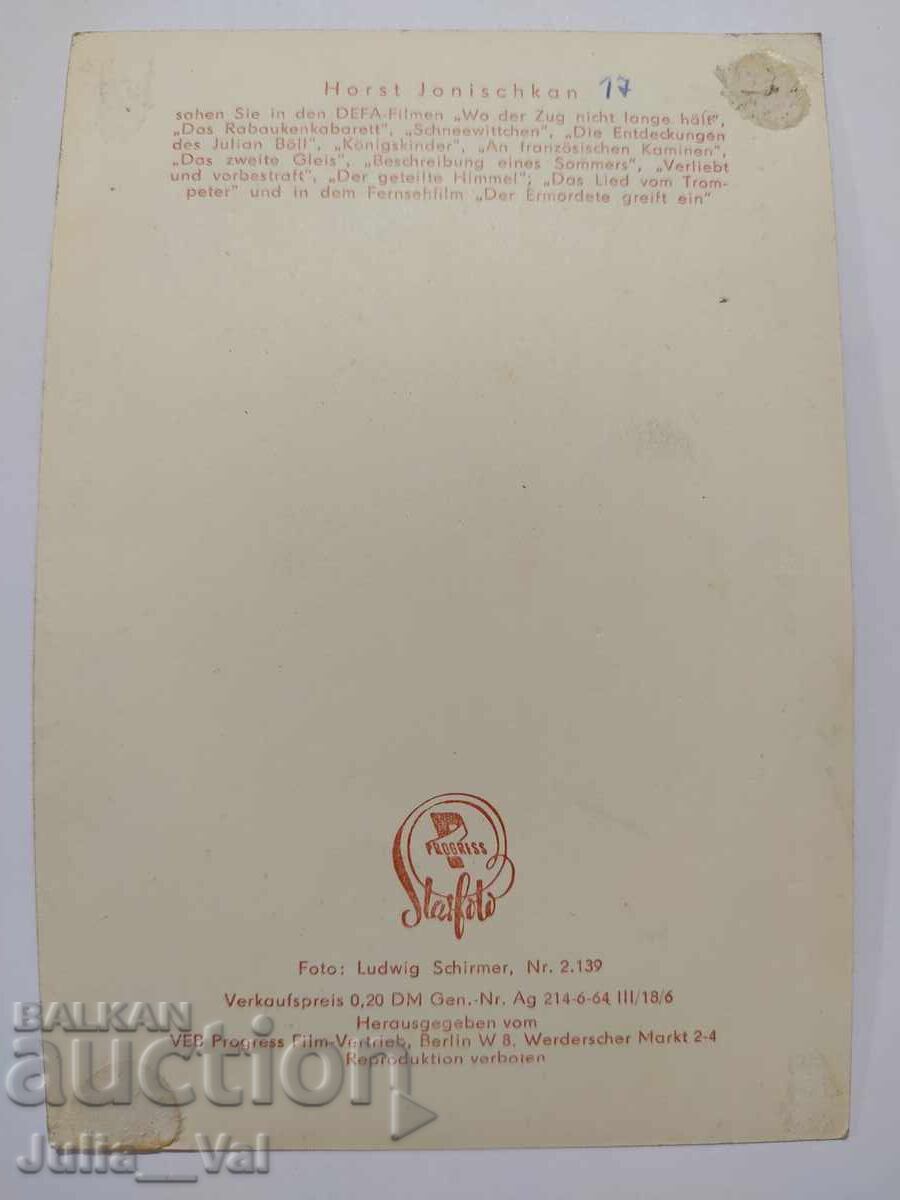 Horst Jonischkan 17
sahen Sie in den DEFA-Filmen „Wo der Zug nicht lange hält",
„Das Rabaukenkabarett", „Schneewittchen", „Die Entdeckungen
des Julian Böll", „Königskinder", „An französischen Kaminen",
„Das zweite Gleis", „Beschreibung eines Sommers", „Verliebt
und vorbestraft", „Der geteilte Himmel"; „Das Lied vom Trom-
peter" und in dem Fernsehfilm „Der Ermordete greift ein"
PROGRESS
Starfoto
Foto: Ludwig Schirmer, Nr. 2.139
Verkaufspreis 0,20 DM Gen.-Nr. Ag 214-6-64 III/18/6
Herausgegeben vom
VEB Progress Film-Vertrieb, Berlin W 8, Werderscher Markt 2-4
Reproduktion verboten
BALKAN
auction
Julia__Val